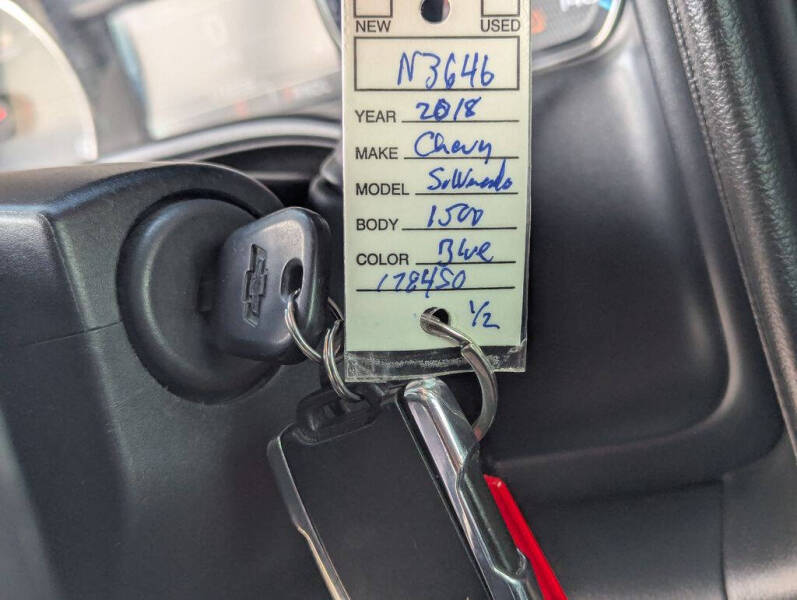 NEW USED
N3646
YEAR 2018
MAKE Chevy
MODEL Silverado
BODY 1500
COLOR Blue
178450
1/2